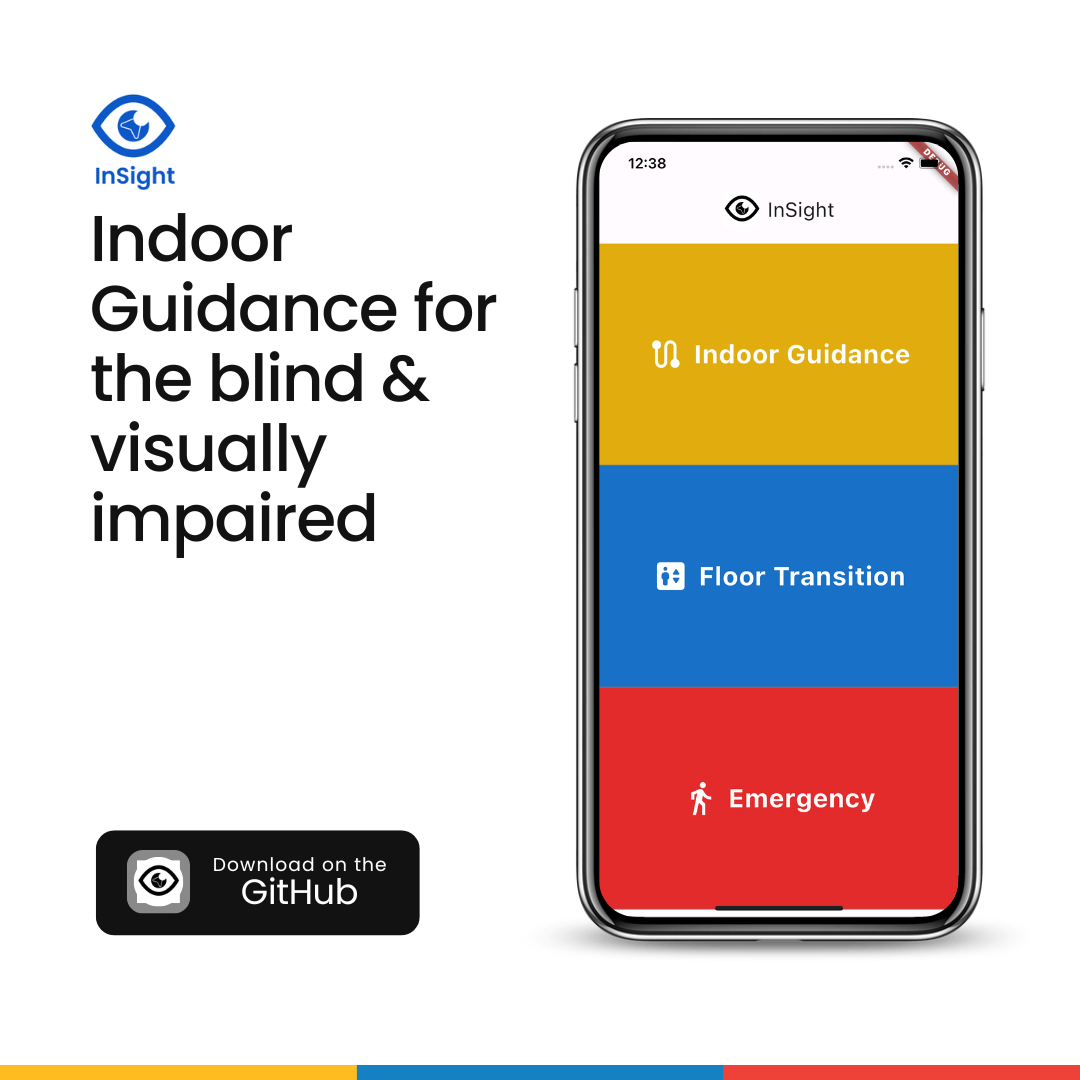 InSight
Indoor
Guidance for
the blind &
visually
impaired
Download on the
GitHub
12:38
DEBUG
InSight
Indoor Guidance
Floor Transition
Emergency